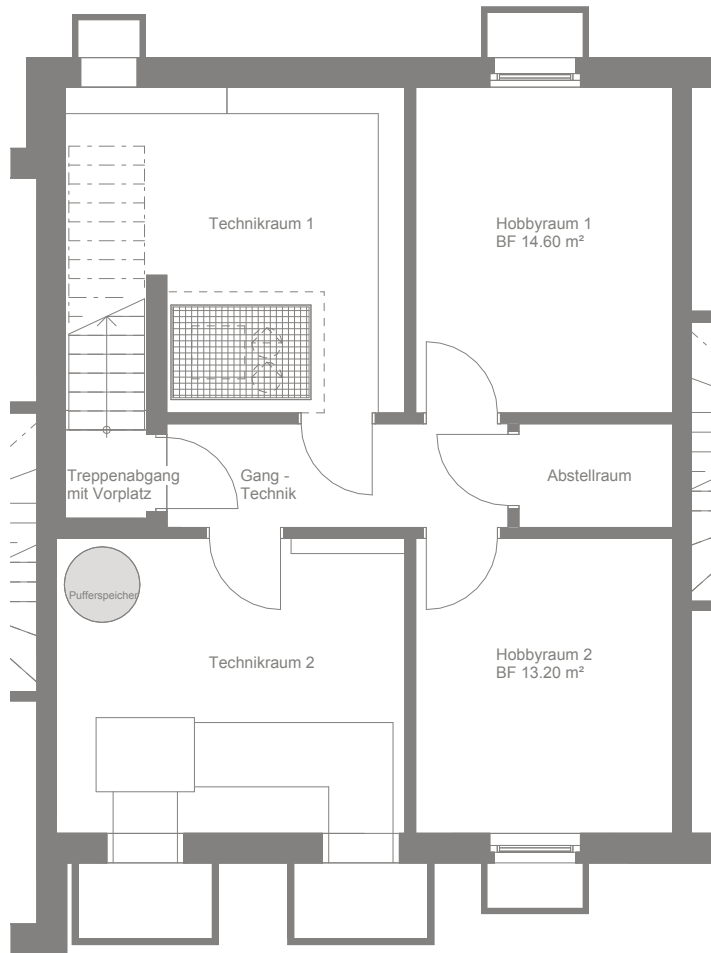 Technikraum 1
Hobbyraum 1
BF 14.60 m²
Treppenabgang
mit Vorplatz
Gang -
Technik
Abstellraum
Pufferspeicher
Technikraum 2
Hobbyraum 2
BF 13.20 m²